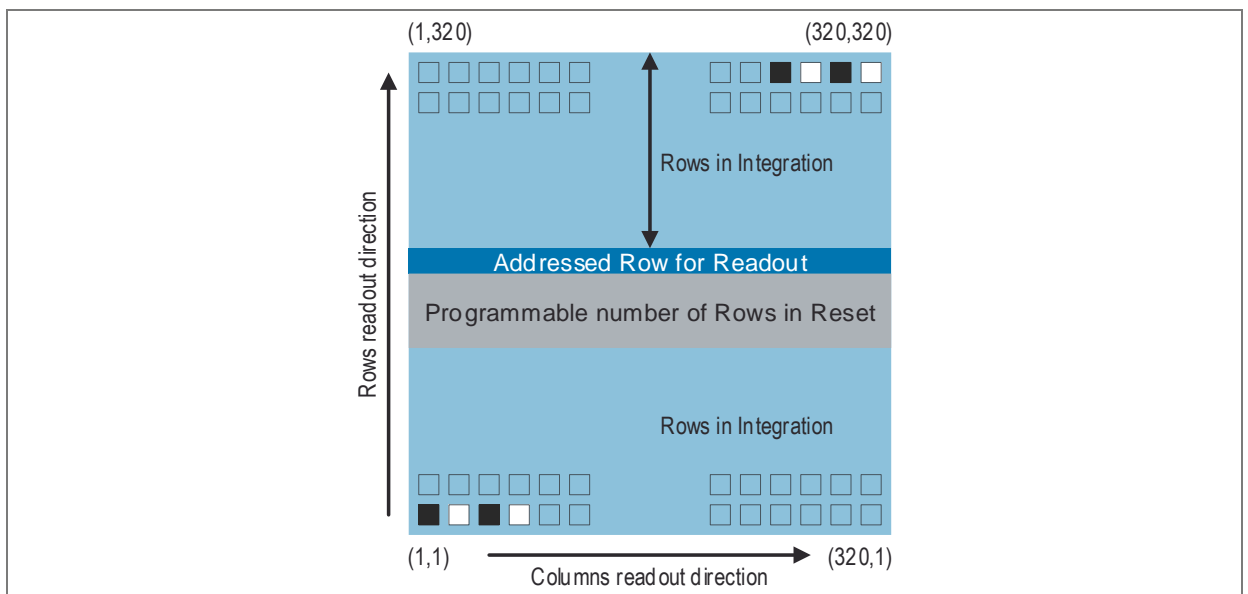 (1,320)
(320,320)
Rows in Integration
Rows readout direction
Addressed Row for Readout
Programmable number of Rows in Reset
Rows in Integration
(1,1)
(320,1)
Columns readout direction